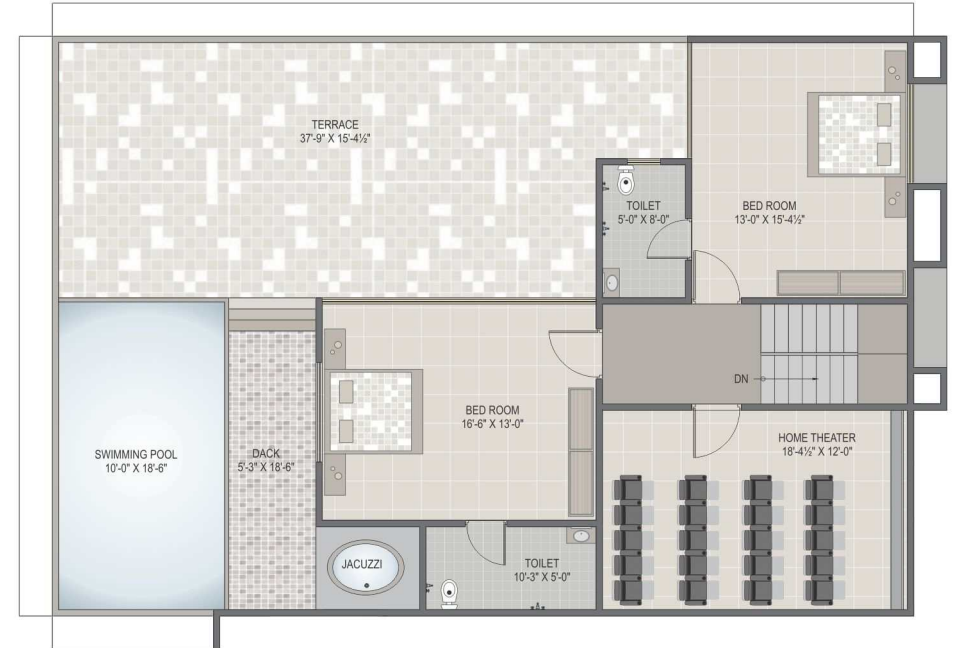 TERRACE
37'-9" X 15'-4½"
TOILET
5'-0" X 8'-0"
BED ROOM
13'-0" X 15'-4½"
DN
BED ROOM
16'-6" X 13'-0"
SWIMMING POOL
10'-0" X 18'-6"
DACK
5'-3" X 18'-6"
HOME THEATER
18'-4½" X 12'-0"
JACUZZI
TOILET
10'-3" X 5'-0"